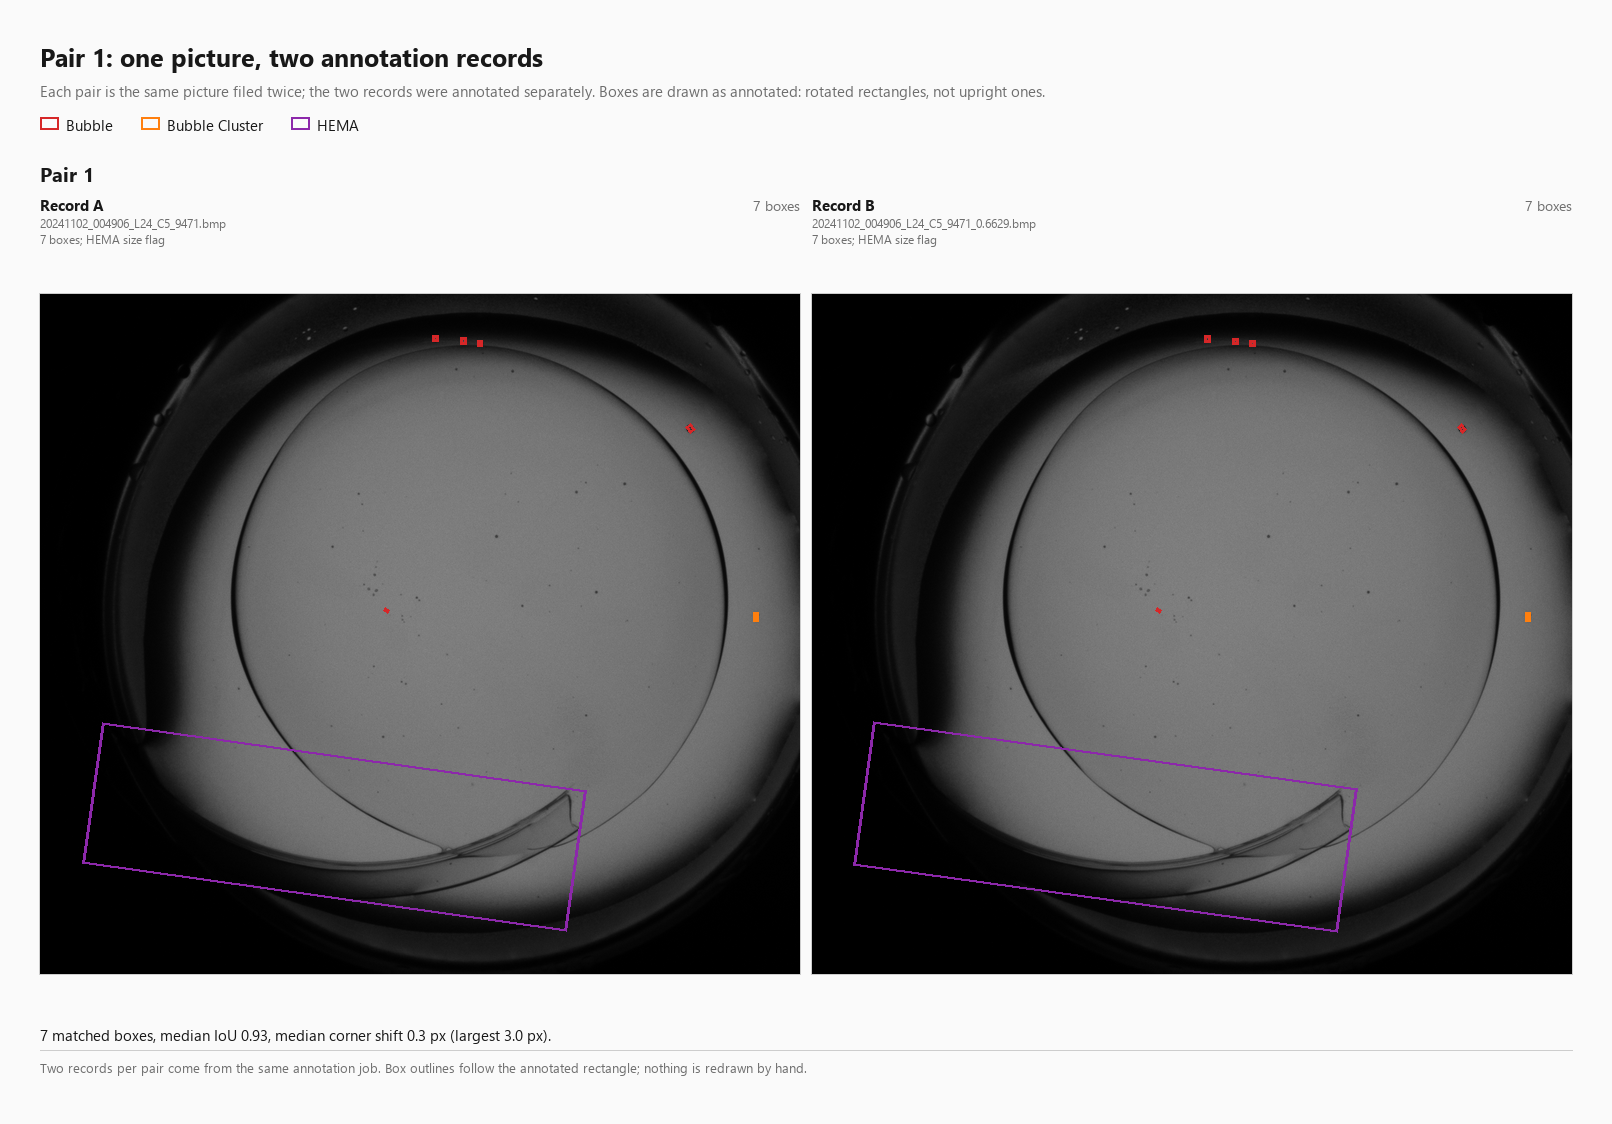 Pair 1: one picture, two annotation records
Each pair is the same picture filed twice; the two records were annotated separately. Boxes are drawn as annotated: rotated rectangles, not upright ones.
Bubble
Bubble Cluster
HEMA
Pair 1
Record A
7 boxes
20241102_004906_L24_C5_9471.bmp
7 boxes; HEMA size flag
Record B
7 boxes
20241102_004906_L24_C5_9471_0.6629.bmp
7 boxes; HEMA size flag
7 matched boxes, median IoU 0.93, median corner shift 0.3 px (largest 3.0 px).
Two records per pair come from the same annotation job. Box outlines follow the annotated rectangle; nothing is redrawn by hand.